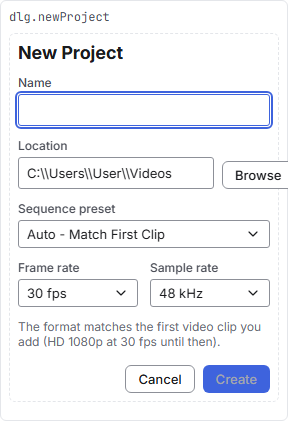 dlg.newProject
New Project
Name
Location
C:\\Users\\User\\Videos
Browse
Sequence preset
Auto - Match First Clip
Frame rate
Sample rate
30 fps
48 kHz
The format matches the first video clip you
add (HD 1080p at 30 fps until then).
Cancel
Create